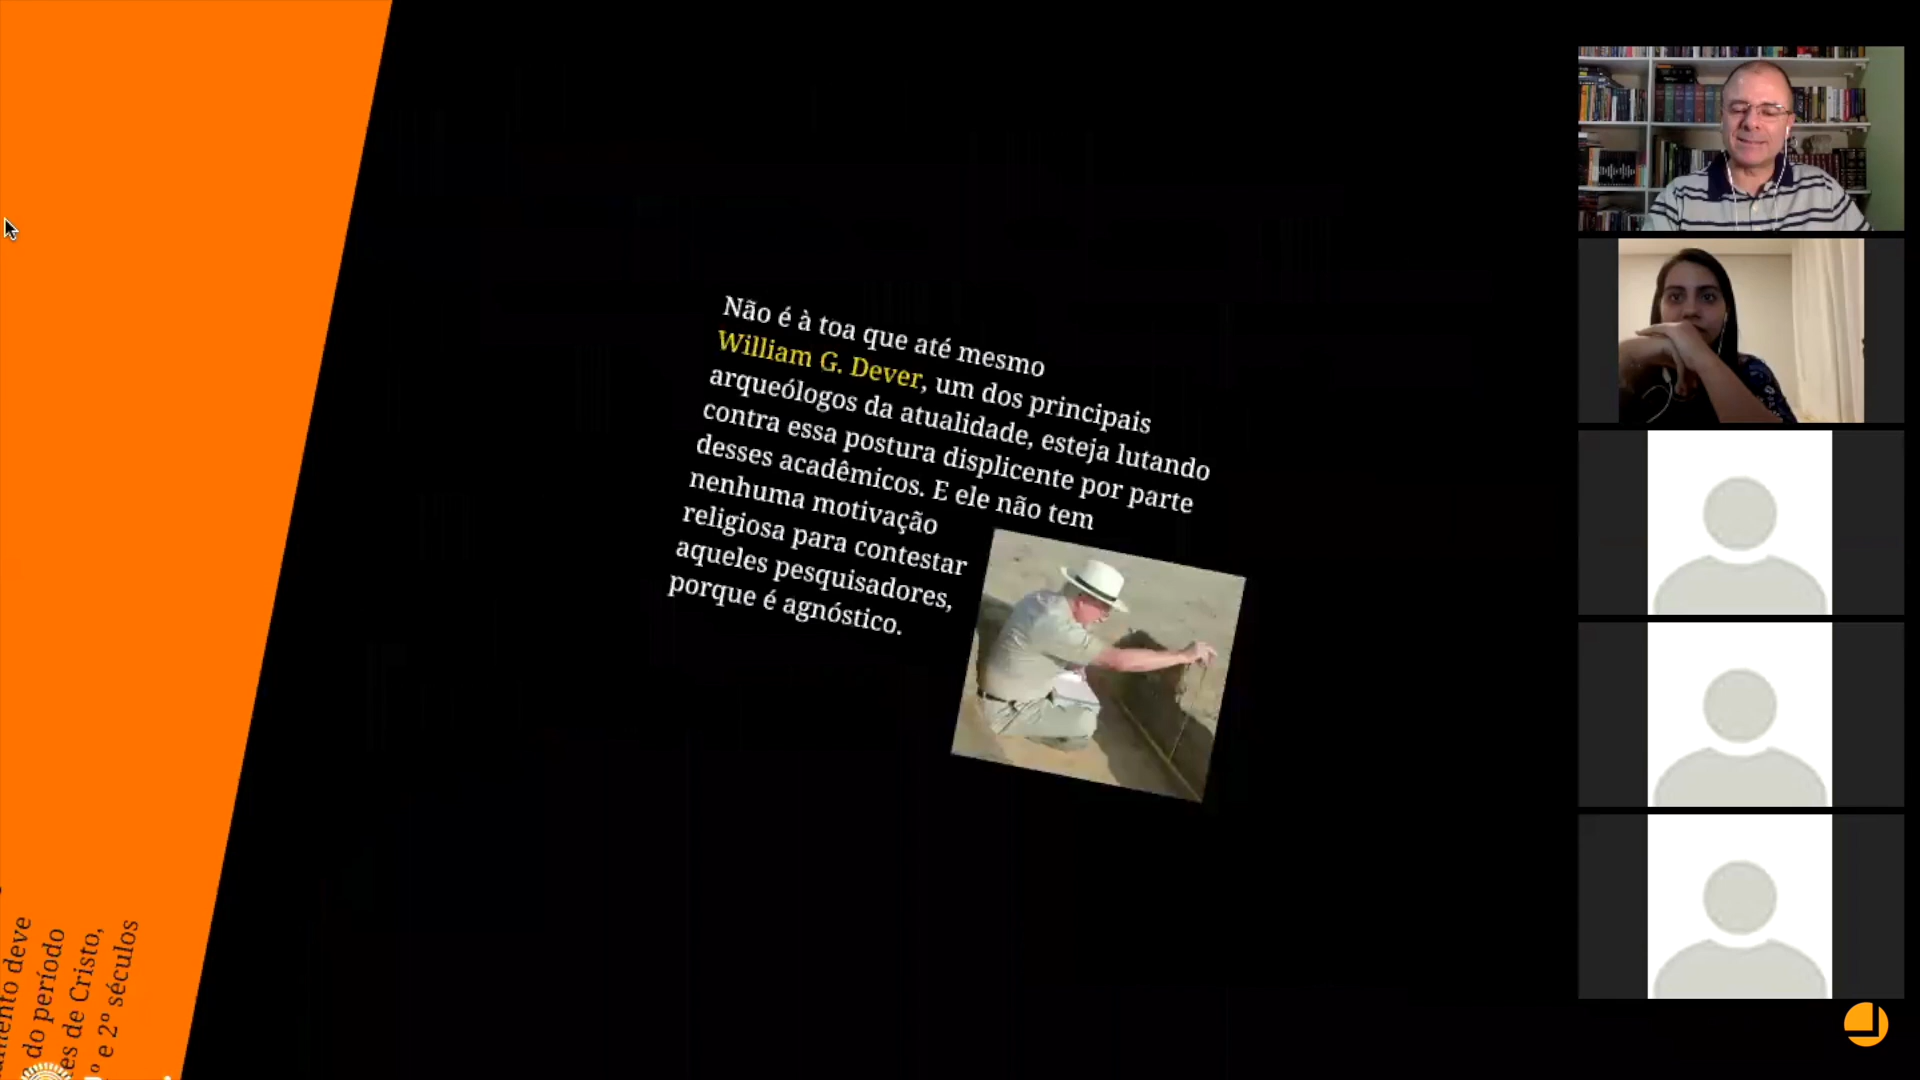 Não é à toa que até mesmo
William G. Dever, um dos principais
arqueólogos da atualidade, esteja lutando
contra essa postura displicente por parte
desses acadêmicos. E ele não tem
nenhuma motivação
religiosa para contestar
aqueles pesquisadores,
porque é agnóstico.
deve
do período
de Cristo,
e 2º séculos